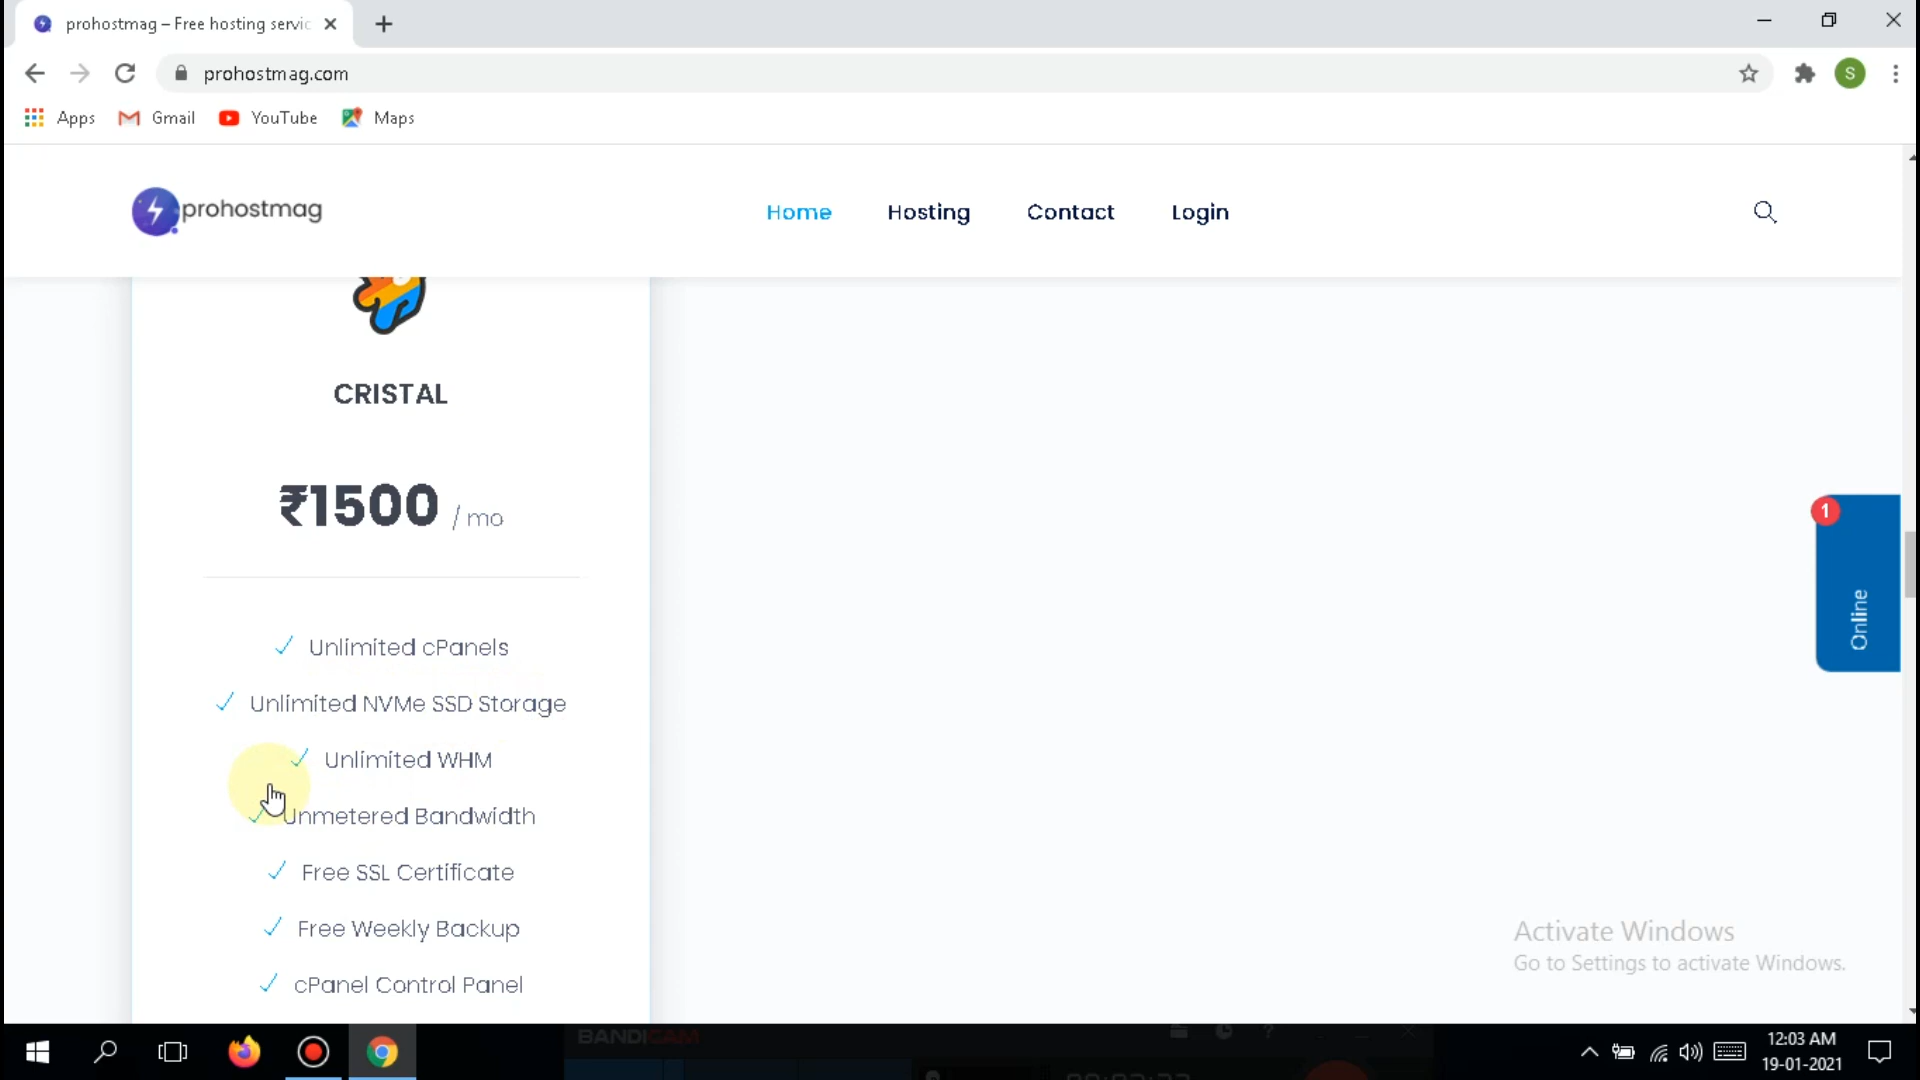 prohostmag – Free hosting servic
prohostmag.com
S
Apps
Gmail
YouTube
Maps
prohostmag
Home
Hosting
Contact
Login
CRISTAL
₹1500 / mo
Unlimited cPanels
Unlimited NVMe SSD Storage
Unlimited WHM
Unmetered Bandwidth
Free SSL Certificate
Free Weekly Backup
cPanel Control Panel
1
Online
Activate Windows
Go to Settings to activate Windows.
BANDICAM
12:03 AM
19-01-2021